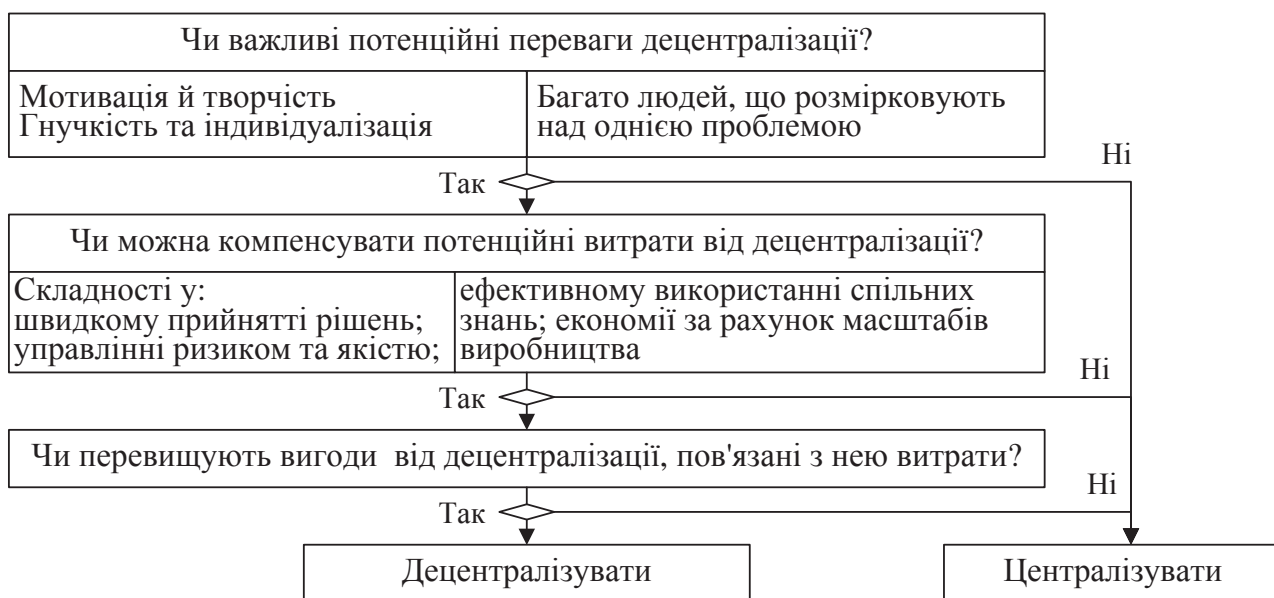 Чи важливі потенційні переваги децентралізації?
Мотивація й творчість
Гнучкість та індивідуалізація
Багато людей, що розмірковують
над однією проблемою
Ні
Так
Чи можна компенсувати потенційні витрати від децентралізації?
Складності у:
швидкому прийнятті рішень;
управлінні ризиком та якістю;
ефективному використанні спільних
знань; економії за рахунок масштабів
виробництва
Ні
Так
Чи перевищують вигоди від децентралізації, пов'язані з нею витрати?
Ні
Так
Децентралізувати
Централізувати